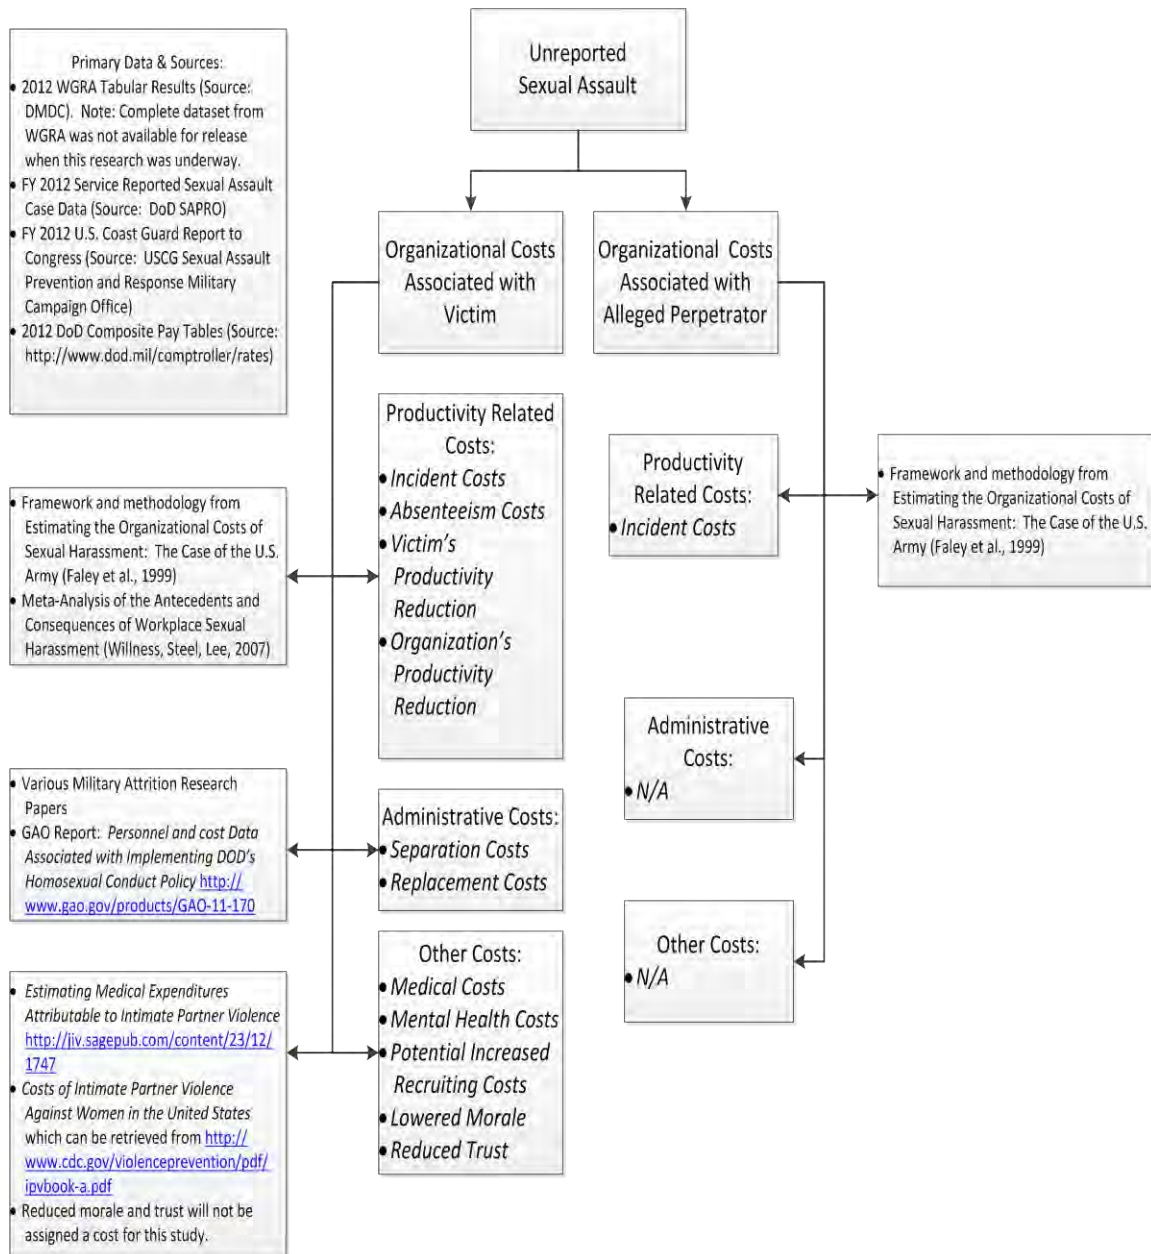 Unreported
Sexual Assault
Primary Data & Sources:
• 2012 WGRA Tabular Results (Source:
DMDC).  Note: Complete dataset from
WGRA was not available for release
when this research was underway.
• FY 2012 Service Reported Sexual Assault
Case Data (Source:  DoD SAPRO)
• FY 2012 U.S. Coast Guard Report to
Congress (Source:  USCG Sexual Assault
Prevention and Response Military
Campaign Office)
• 2012 DoD Composite Pay Tables (Source:
http://www.dod.mil/comptroller/rates)
Organizational Costs
Associated with
Victim
Organizational  Costs
Associated with
Alleged Perpetrator
• Framework and methodology from
Estimating the Organizational Costs of
Sexual Harassment:  The Case of the U.S.
Army (Faley et al., 1999)
• Meta-Analysis of the Antecedents and
Consequences of Workplace Sexual
Harassment (Willness, Steel, Lee, 2007)
Productivity Related
Costs:
• Incident Costs
• Absenteeism Costs
• Victim's
Productivity
Reduction
• Organization's
Productivity
Reduction
Productivity
Related Costs:
• Incident Costs
• Framework and methodology from
Estimating the Organizational Costs of
Sexual Harassment:  The Case of the U.S.
Army (Faley et al., 1999)
• Various Military Attrition Research
Papers
• GAO Report:  Personnel and cost Data
Associated with Implementing DOD's
Homosexual Conduct Policy http://
www.gao.gov/products/GAO-11-170
Administrative Costs:
• Separation Costs
• Replacement Costs
Administrative
Costs:
• N/A
• Estimating Medical Expenditures
Attributable to Intimate Partner Violence
http://jiv.sagepub.com/content/23/12/
1747
• Costs of Intimate Partner Violence
Against Women in the United States
which can be retrieved from http://
www.cdc.gov/violenceprevention/pdf/
ipvbook-a.pdf
• Reduced morale and trust will not be
assigned a cost for this study.
Other Costs:
• Medical Costs
• Mental Health Costs
• Potential Increased
Recruiting Costs
• Lowered Morale
• Reduced Trust
Other Costs:
• N/A